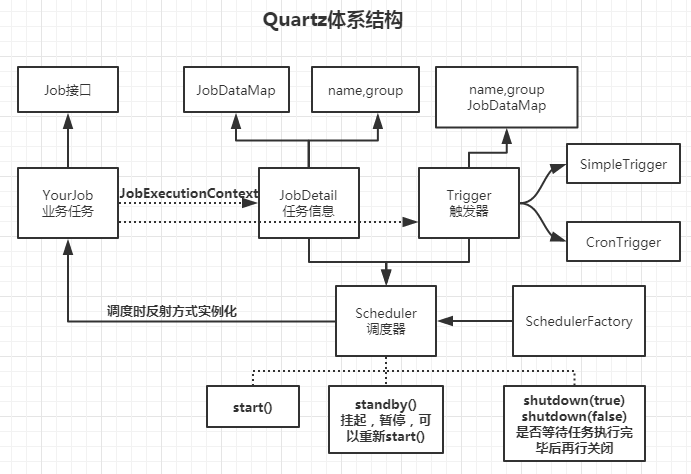 Quartz体系结构
Job接口
JobDataMap
name,group
name,group
JobDataMap
SimpleTrigger
YourJob
业务任务
JobExecutionContext
JobDetail
任务信息
Trigger
触发器
CronTrigger
调度时反射方式实例化
Scheduler
调度器
SchedulerFactory
start()
standby()
挂起，暂停，可
以重新start()
shutdown(true)
shutdown(false)
是否等待任务执行完
毕后再行关闭